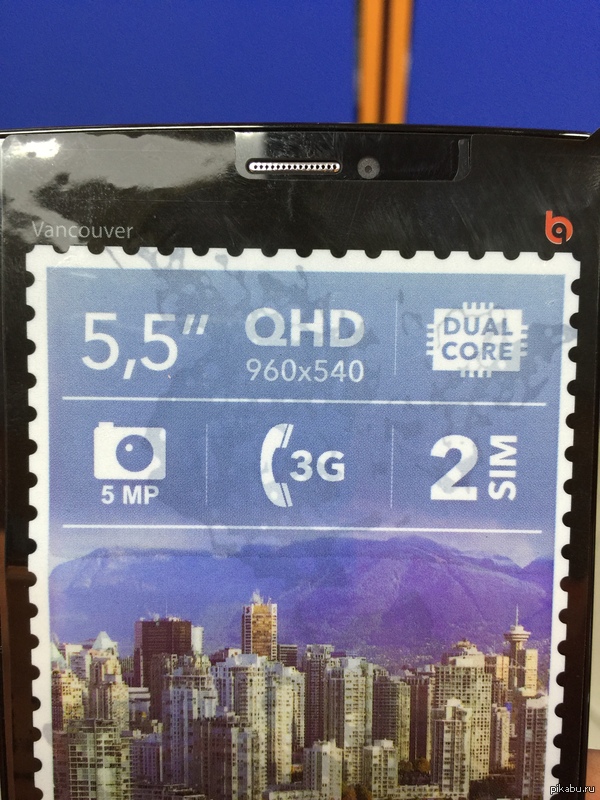 Vancouver
b
5,5" QHD
960x540
DUAL
CORE
5 MP
3G
2 SIM
pikabu.ru